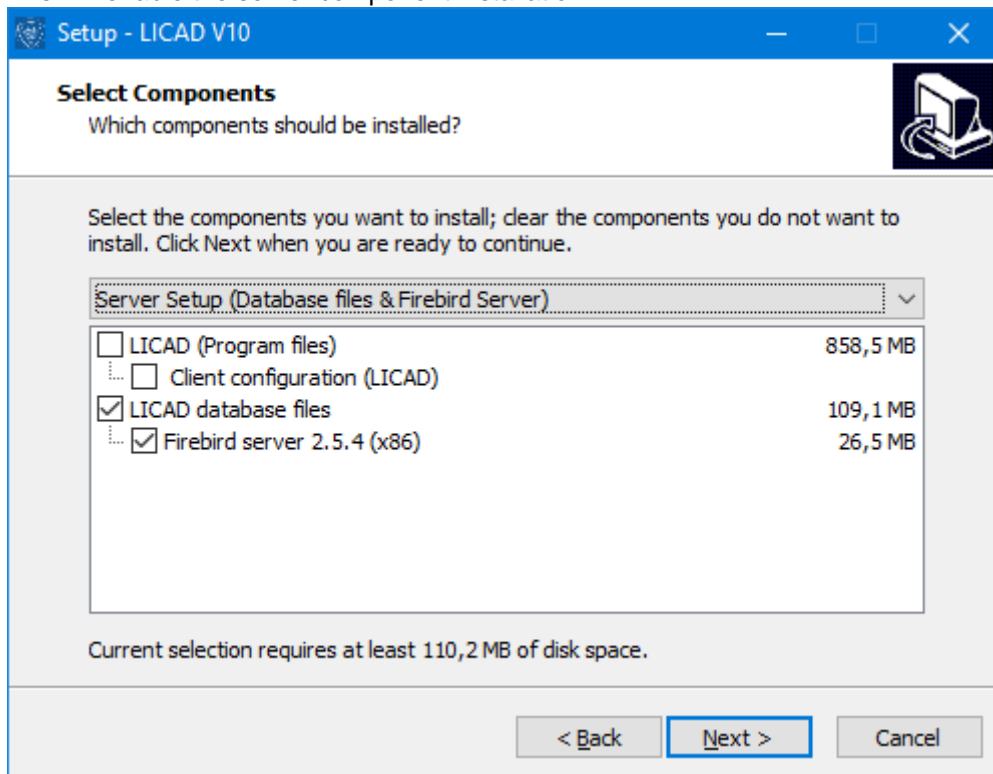 Setup - LICAD V10
Select Components
Which components should be installed?
Select the components you want to install; clear the components you do not want to
install. Click Next when you are ready to continue.
Server Setup (Database files & Firebird Server)
LICAD (Program files) 858,5 MB
Client configuration (LICAD)
LICAD database files 109,1 MB
Firebird server 2.5.4 (x86) 26,5 MB
Current selection requires at least 110,2 MB of disk space.
< Back Next > Cancel